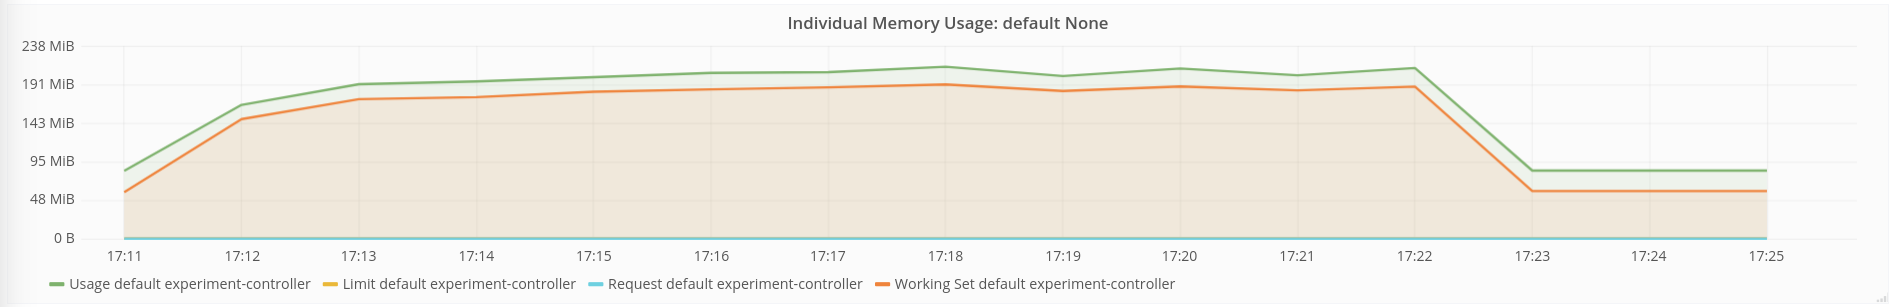 Individual Memory Usage: default None
238 MiB
191 MiB
143 MiB
95 MiB
48 MiB
0 B
17:11 17:12 17:13 17:14 17:15 17:16 17:17 17:18 17:19 17:20 17:21 17:22 17:23 17:24 17:25
Usage default experiment-controller Limit default experiment-controller Request default experiment-controller Working Set default experiment-controller